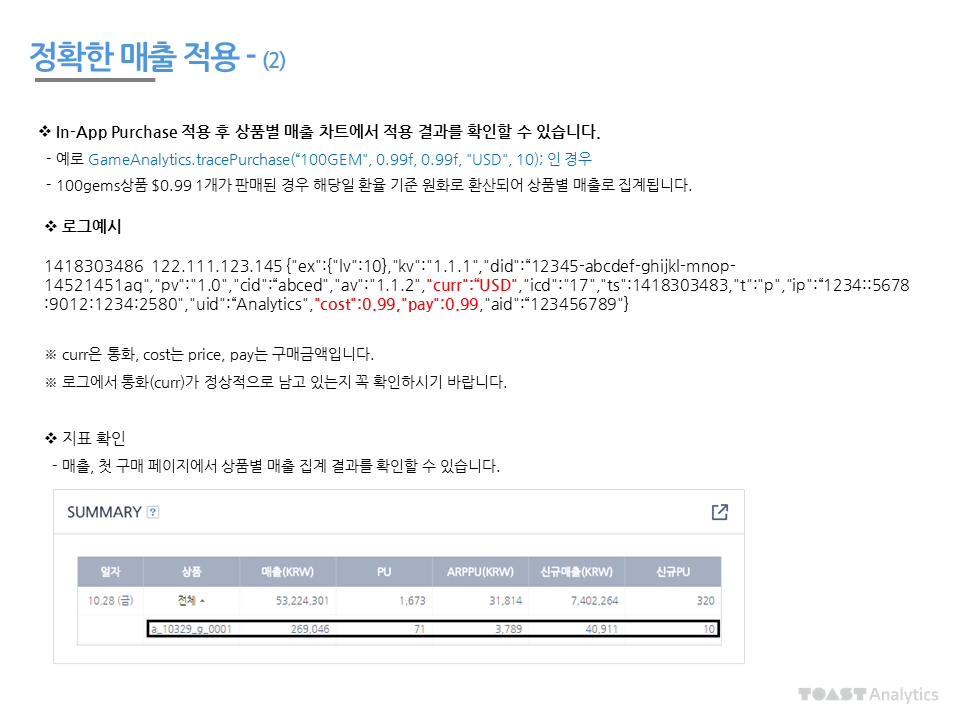 정확한 매출 적용 - (2)
❖ In-App Purchase 적용 후 상품별 매출 차트에서 적용 결과를 확인할 수 있습니다.
- 예로 GameAnalytics.tracePurchase(“100GEM", 0.99f, 0.99f, "USD", 10); 인 경우
- 100gems상품 $0.99 1개가 판매된 경우 해당일 환율 기준 원화로 환산되어 상품별 매출로 집계됩니다.
❖ 로그예시
1418303486 122.111.123.145 {"ex":{"lv":10},"kv":"1.1.1","did":“12345-abcdef-ghijkl-mnop-
14521451aq","pv":"1.0","cid":“abced","av":"1.1.2","curr":“USD","icd":"17","ts":1418303483,"t":"p","ip":“1234::5678
:9012:1234:2580","uid":“Analytics","cost":0.99,"pay":0.99,"aid":“123456789"}
※ curr은 통화, cost는 price, pay는 구매금액입니다.
※ 로그에서 통화(curr)가 정상적으로 남고 있는지 꼭 확인하시기 바랍니다.
❖ 지표 확인
- 매출, 첫 구매 페이지에서 상품별 매출 집계 결과를 확인할 수 있습니다.
SUMMARY ?
일자 상품 매출(KRW) PU ARPPU(KRW) 신규매출(KRW) 신규PU
10.28 (금) 전체 53,224,301 1,673 31,814 7,402,264 320
a_10329_g_0001 269,046 71 3,789 40,911 10
TOAST Analytics